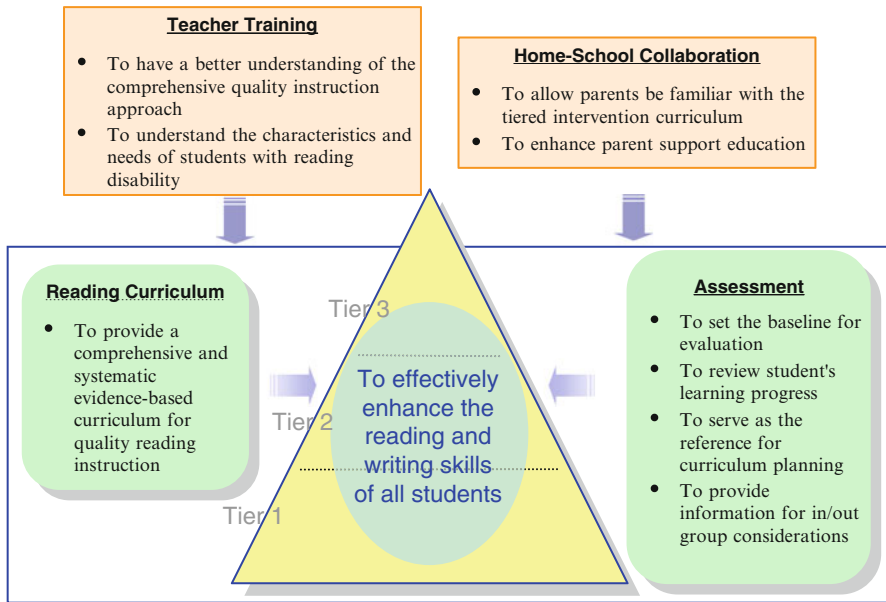 Teacher Training
• To have a better understanding of the
comprehensive quality instruction
approach
• To understand the characteristics and
needs of students with reading
disability
Home-School Collaboration
• To allow parents be familiar with the
tiered intervention curriculum
• To enhance parent support education
Reading Curriculum
• To provide a
comprehensive and
systematic
evidence-based
curriculum for
quality reading
instruction
Tier 3
Tier 2
Tier 1
To effectively
enhance the
reading and
writing skills
of all students
Assessment
• To set the baseline for
evaluation
• To review student's
learning progress
• To serve as the
reference for
curriculum planning
• To provide
information for in/out
group considerations